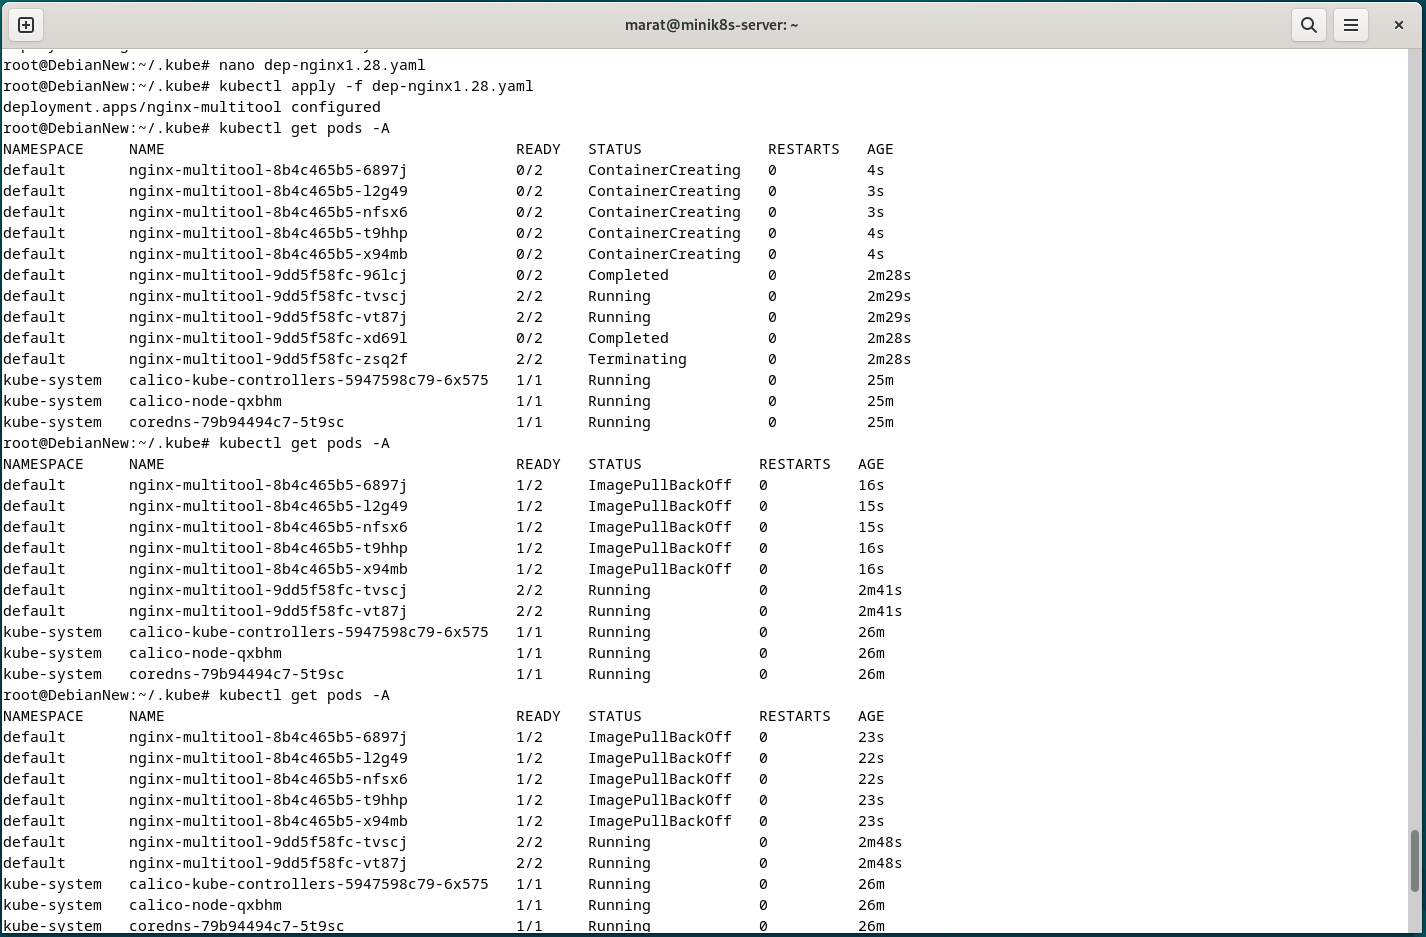 marat@minik8s-server: ~
root@DebianNew:~/.kube# nano dep-nginx1.28.yaml
root@DebianNew:~/.kube# kubectl apply -f dep-nginx1.28.yaml
deployment.apps/nginx-multitool configured
root@DebianNew:~/.kube# kubectl get pods -A
NAMESPACE     NAME                                       READY   STATUS              RESTARTS   AGE
default       nginx-multitool-8b4c465b5-6897j            0/2     ContainerCreating   0          4s
default       nginx-multitool-8b4c465b5-l2g49            0/2     ContainerCreating   0          3s
default       nginx-multitool-8b4c465b5-nfsx6            0/2     ContainerCreating   0          3s
default       nginx-multitool-8b4c465b5-t9hhp            0/2     ContainerCreating   0          4s
default       nginx-multitool-8b4c465b5-x94mb            0/2     ContainerCreating   0          4s
default       nginx-multitool-9dd5f58fc-96lcj            0/2     Completed           0          2m28s
default       nginx-multitool-9dd5f58fc-tvscj            2/2     Running             0          2m29s
default       nginx-multitool-9dd5f58fc-vt87j            2/2     Running             0          2m29s
default       nginx-multitool-9dd5f58fc-xd69l            0/2     Completed           0          2m28s
default       nginx-multitool-9dd5f58fc-zsq2f            2/2     Terminating         0          2m28s
kube-system   calico-kube-controllers-5947598c79-6x575   1/1     Running             0          25m
kube-system   calico-node-qxbhm                          1/1     Running             0          25m
kube-system   coredns-79b94494c7-5t9sc                   1/1     Running             0          25m
root@DebianNew:~/.kube# kubectl get pods -A
NAMESPACE     NAME                                       READY   STATUS             RESTARTS   AGE
default       nginx-multitool-8b4c465b5-6897j            1/2     ImagePullBackOff   0          16s
default       nginx-multitool-8b4c465b5-l2g49            1/2     ImagePullBackOff   0          15s
default       nginx-multitool-8b4c465b5-nfsx6            1/2     ImagePullBackOff   0          15s
default       nginx-multitool-8b4c465b5-t9hhp            1/2     ImagePullBackOff   0          16s
default       nginx-multitool-8b4c465b5-x94mb            1/2     ImagePullBackOff   0          16s
default       nginx-multitool-9dd5f58fc-tvscj            2/2     Running            0          2m41s
default       nginx-multitool-9dd5f58fc-vt87j            2/2     Running            0          2m41s
kube-system   calico-kube-controllers-5947598c79-6x575   1/1     Running            0          26m
kube-system   calico-node-qxbhm                          1/1     Running            0          26m
kube-system   coredns-79b94494c7-5t9sc                   1/1     Running            0          26m
root@DebianNew:~/.kube# kubectl get pods -A
NAMESPACE     NAME                                       READY   STATUS             RESTARTS   AGE
default       nginx-multitool-8b4c465b5-6897j            1/2     ImagePullBackOff   0          23s
default       nginx-multitool-8b4c465b5-l2g49            1/2     ImagePullBackOff   0          22s
default       nginx-multitool-8b4c465b5-nfsx6            1/2     ImagePullBackOff   0          22s
default       nginx-multitool-8b4c465b5-t9hhp            1/2     ImagePullBackOff   0          23s
default       nginx-multitool-8b4c465b5-x94mb            1/2     ImagePullBackOff   0          23s
default       nginx-multitool-9dd5f58fc-tvscj            2/2     Running            0          2m48s
default       nginx-multitool-9dd5f58fc-vt87j            2/2     Running            0          2m48s
kube-system   calico-kube-controllers-5947598c79-6x575   1/1     Running            0          26m
kube-system   calico-node-qxbhm                          1/1     Running            0          26m
kube-system   coredns-79b94494c7-5t9sc                   1/1     Running            0          26m